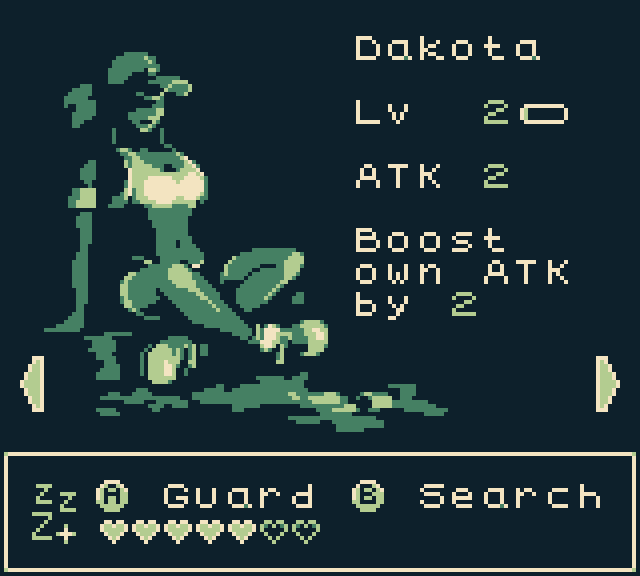 Dakota
Lv 2
ATK 2
Boost
own ATK
by 2
zz A Guard B Search
Z+